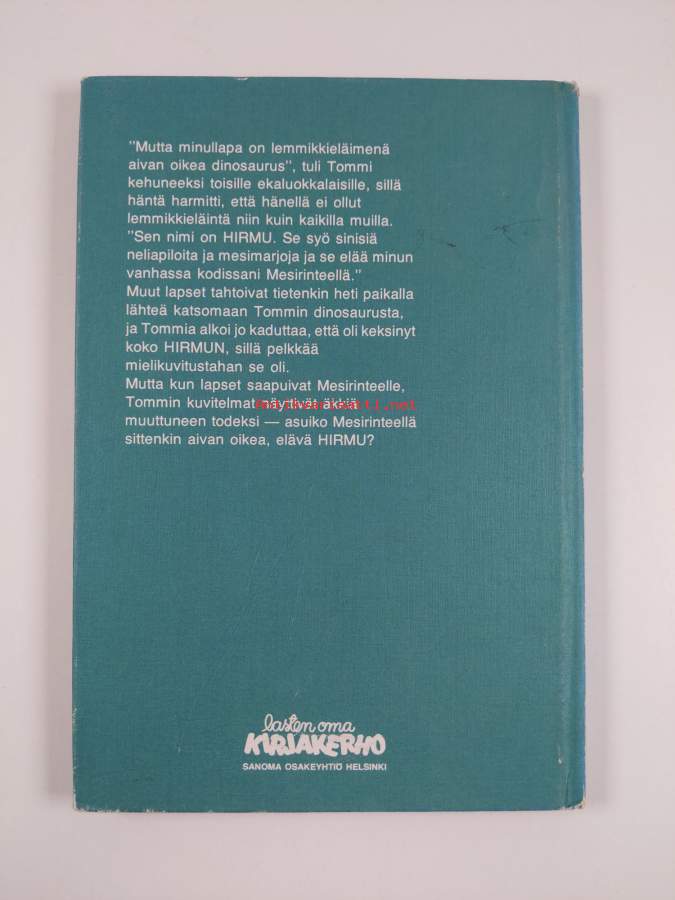 "Mutta minullapa on lemmikkieläimenä
aivan oikea dinosaurus", tuli Tommi
kehuneeksi toisille ekaluokkalaisille, sillä
häntä harmitti, että hänellä ei ollut
lemmikkieläintä niin kuin kaikilla muilla.
"Sen nimi on HIRMU. Se syö sinisiä
neliapiloita ja mesimarjoja ja se elää minun
vanhassa kodissani Mesirinteellä."
Muut lapset tahtoivat tietenkin heti paikalla
lähteä katsomaan Tommin dinosaurusta,
ja Tommia alkoi jo kaduttaa, että oli keksinyt
koko HIRMUN, sillä pelkkää
mielikuvitustahan se oli.
Mutta kun lapset saapuivat Mesirinteelle,
Tommin kuvitelmat näyttivät äkkiä
muuttuneen todeksi — asuiko Mesirinteellä
sittenkin aivan oikea, elävä HIRMU?
lasten oma
KIRJAKERHO
SANOMA OSAKEYHTIÖ HELSINKI